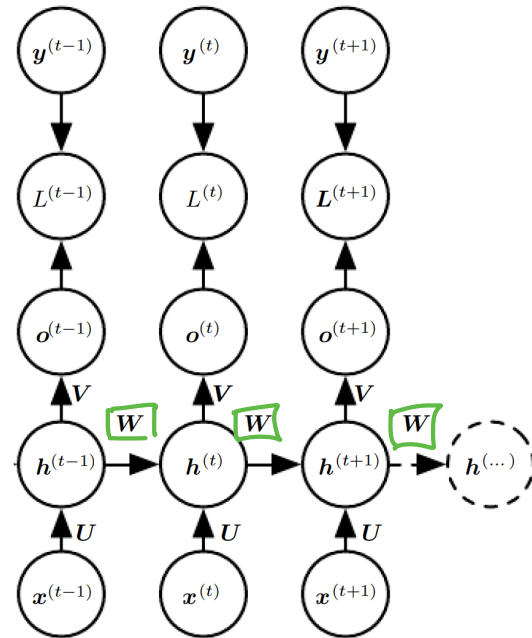 y(t−1) y(t) y(t+1)
L(t−1) L(t) L(t+1)
o(t−1) o(t) o(t+1)
V V V
W W W
h(t−1) h(t) h(t+1) h(...)
U U U
x(t−1) x(t) x(t+1)